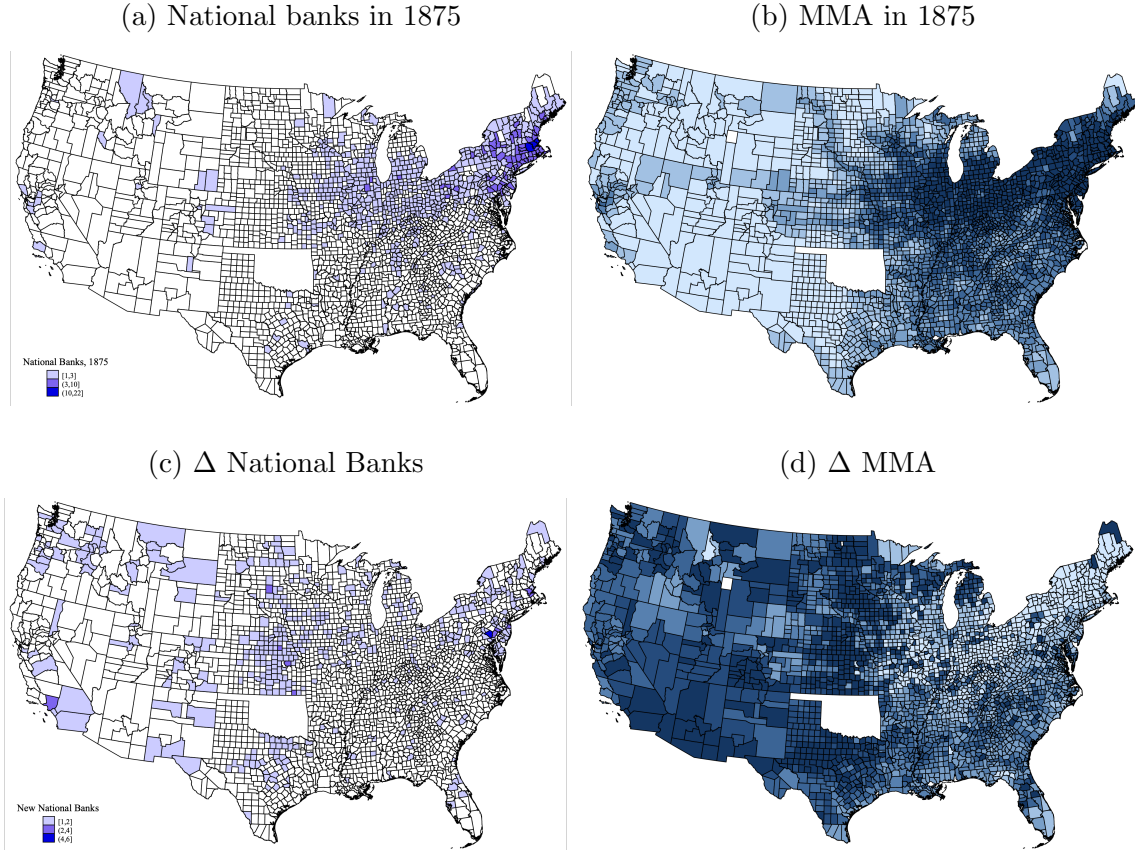 (a) National banks in 1875
(b) MMA in 1875
National Banks, 1875
[1,3]
(3,10]
(10,22]
(c) Δ National Banks
(d) Δ MMA
New National Banks
[1,2]
(2,4]
(4,6]